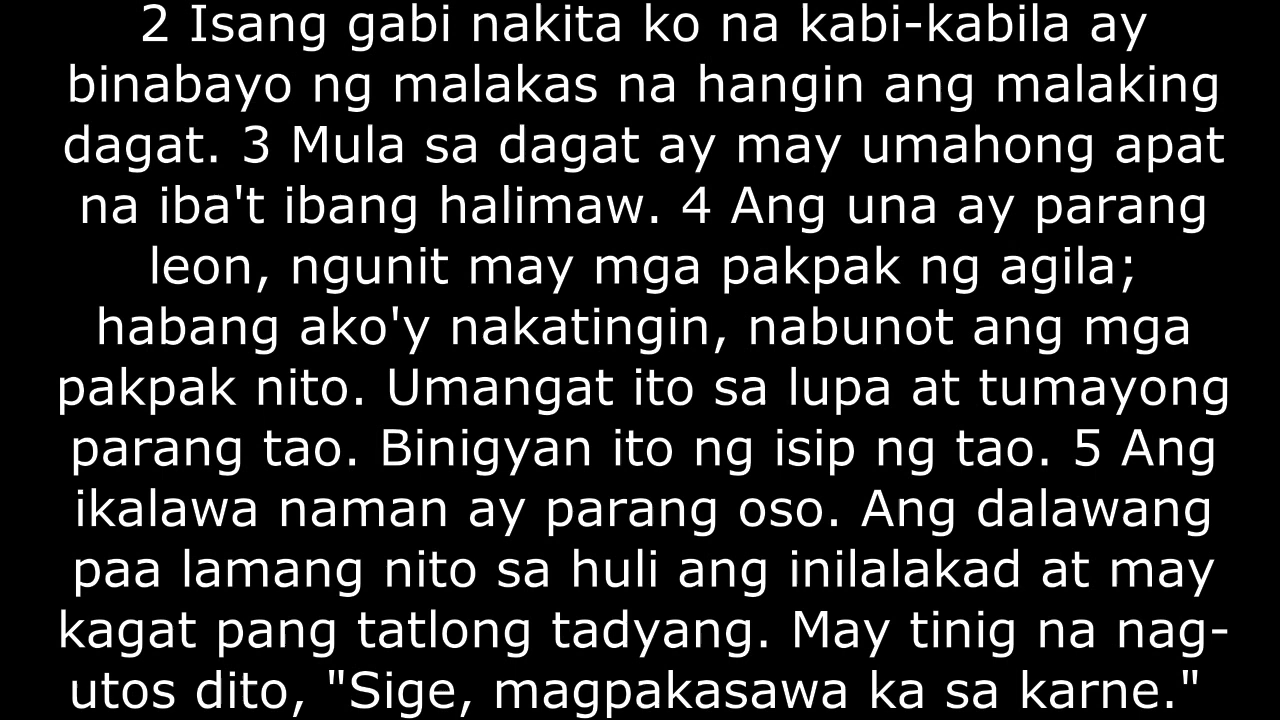 2 Isang gabi nakita ko na kabi-kabila ay
binabayo ng malakas na hangin ang malaking
dagat. 3 Mula sa dagat ay may umahong apat
na iba't ibang halimaw. 4 Ang una ay parang
leon, ngunit may mga pakpak ng agila;
habang ako'y nakatingin, nabunot ang mga
pakpak nito. Umangat ito sa lupa at tumayong
parang tao. Binigyan ito ng isip ng tao. 5 Ang
ikalawa naman ay parang oso. Ang dalawang
paa lamang nito sa huli ang inilalakad at may
kagat pang tatlong tadyang. May tinig na nag-
utos dito, "Sige, magpakasawa ka sa karne."